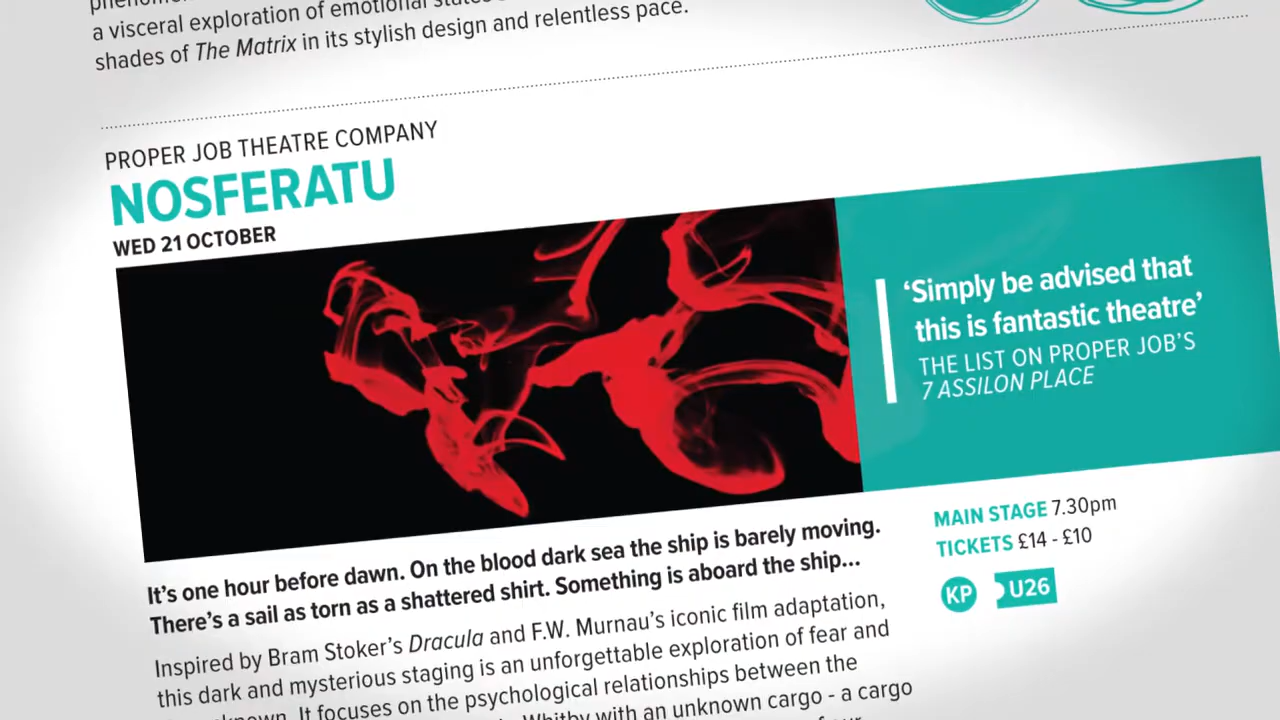 a visceral exploration of emotional
shades of The Matrix in its stylish design and relentless pace.
PROPER JOB THEATRE COMPANY
NOSFERATU
WED 21 OCTOBER
‘Simply be advised that
this is fantastic theatre’
THE LIST ON PROPER JOB’S
7 ASSILON PLACE
It’s one hour before dawn. On the blood dark sea the ship is barely moving.
There’s a sail as torn as a shattered shirt. Something is aboard the ship...
MAIN STAGE 7.30pm
TICKETS £14 - £10
KP U26
Inspired by Bram Stoker’s Dracula and F.W. Murnau’s iconic film adaptation,
this dark and mysterious staging is an unforgettable exploration of fear and
It focuses on the psychological relationships between the
Whitby with an unknown cargo - a cargo